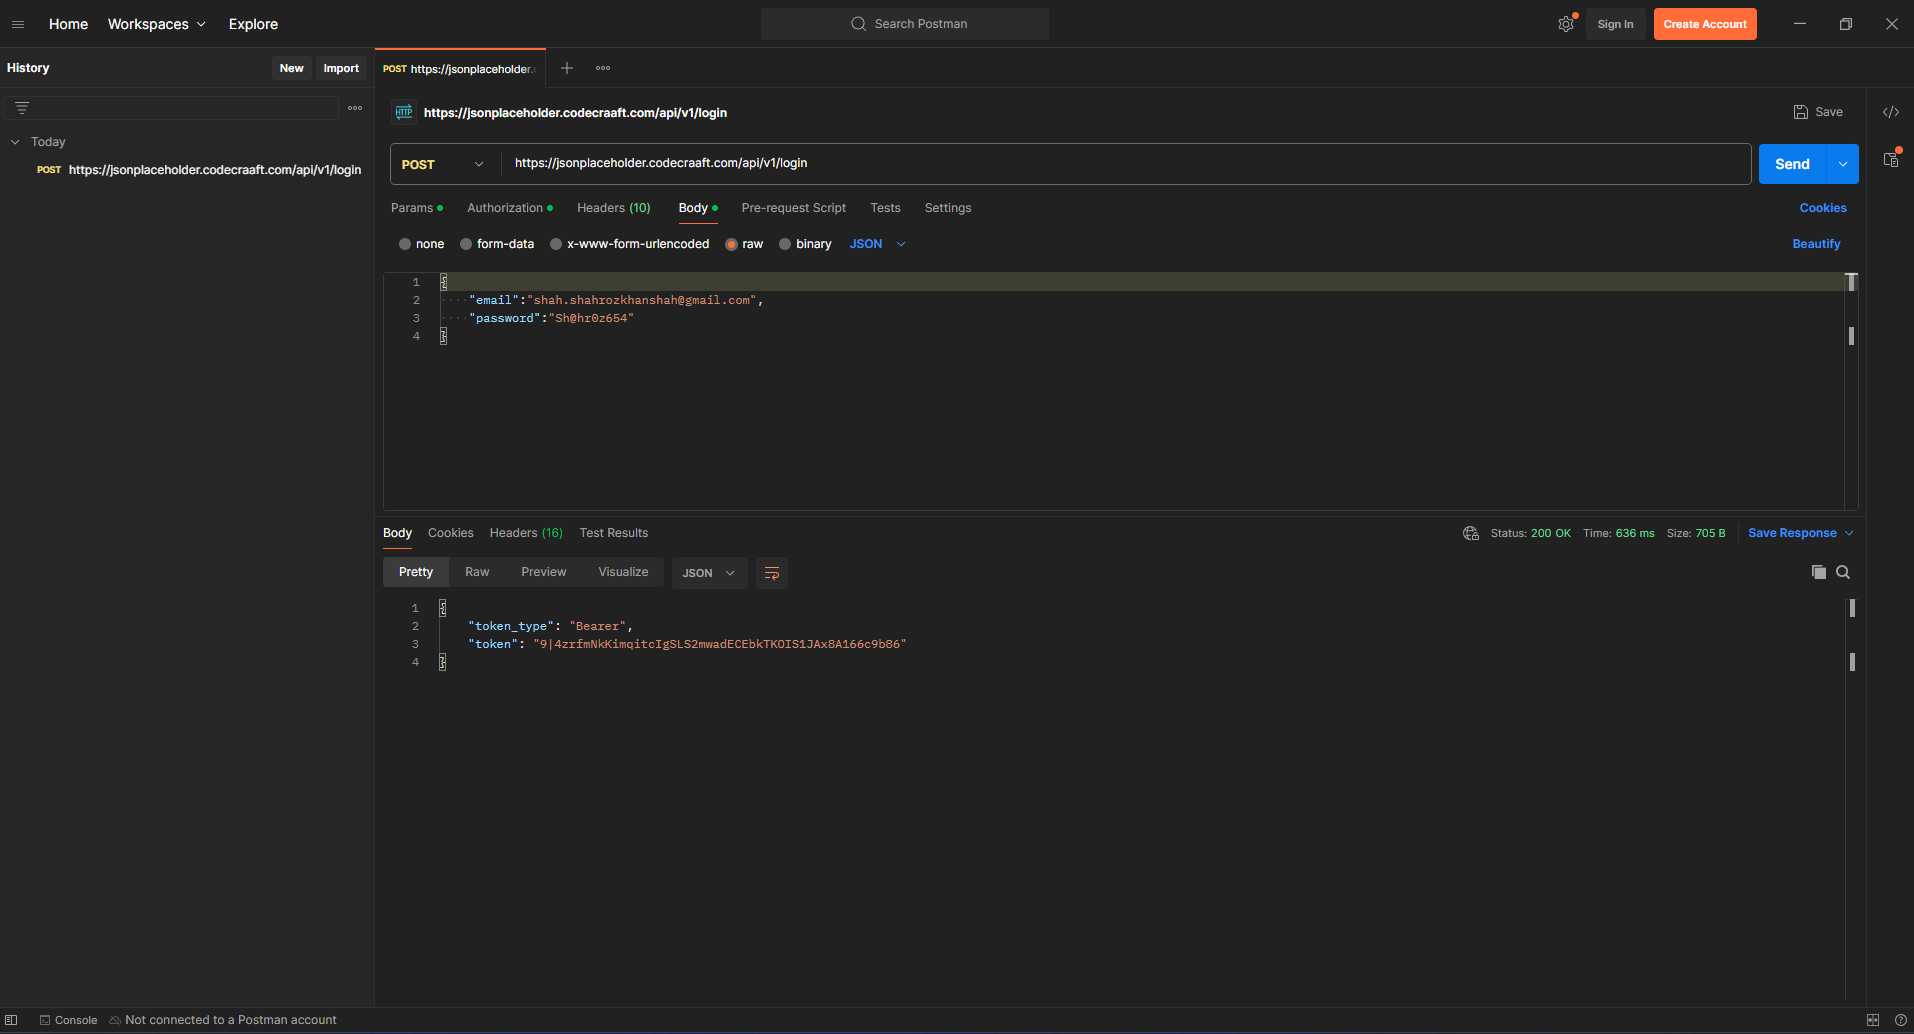 Home Workspaces Explore Search Postman Sign In Create Account
History New Import POST https://jsonplaceholder.
HTTP https://jsonplaceholder.codecraaft.com/api/v1/login Save
Today
POST https://jsonplaceholder.codecraaft.com/api/v1/login
POST https://jsonplaceholder.codecraaft.com/api/v1/login Send
Params Authorization Headers (10) Body Pre-request Script Tests Settings Cookies
none form-data x-www-form-urlencoded raw binary JSON Beautify
1 {
2 "email":"shah.shahrozkhanshah@gmail.com",
3 "password":"Sh@hr0z654"
4 }
Body Cookies Headers (16) Test Results Status: 200 OK Time: 636 ms Size: 705 B Save Response
Pretty Raw Preview Visualize JSON
1 {
2 "token_type": "Bearer",
3 "token": "9|4zrfmNkKimqitcIgSLS2mwadECEbkTKOIS1JAx8A166c9b86"
4 }
Console Not connected to a Postman account